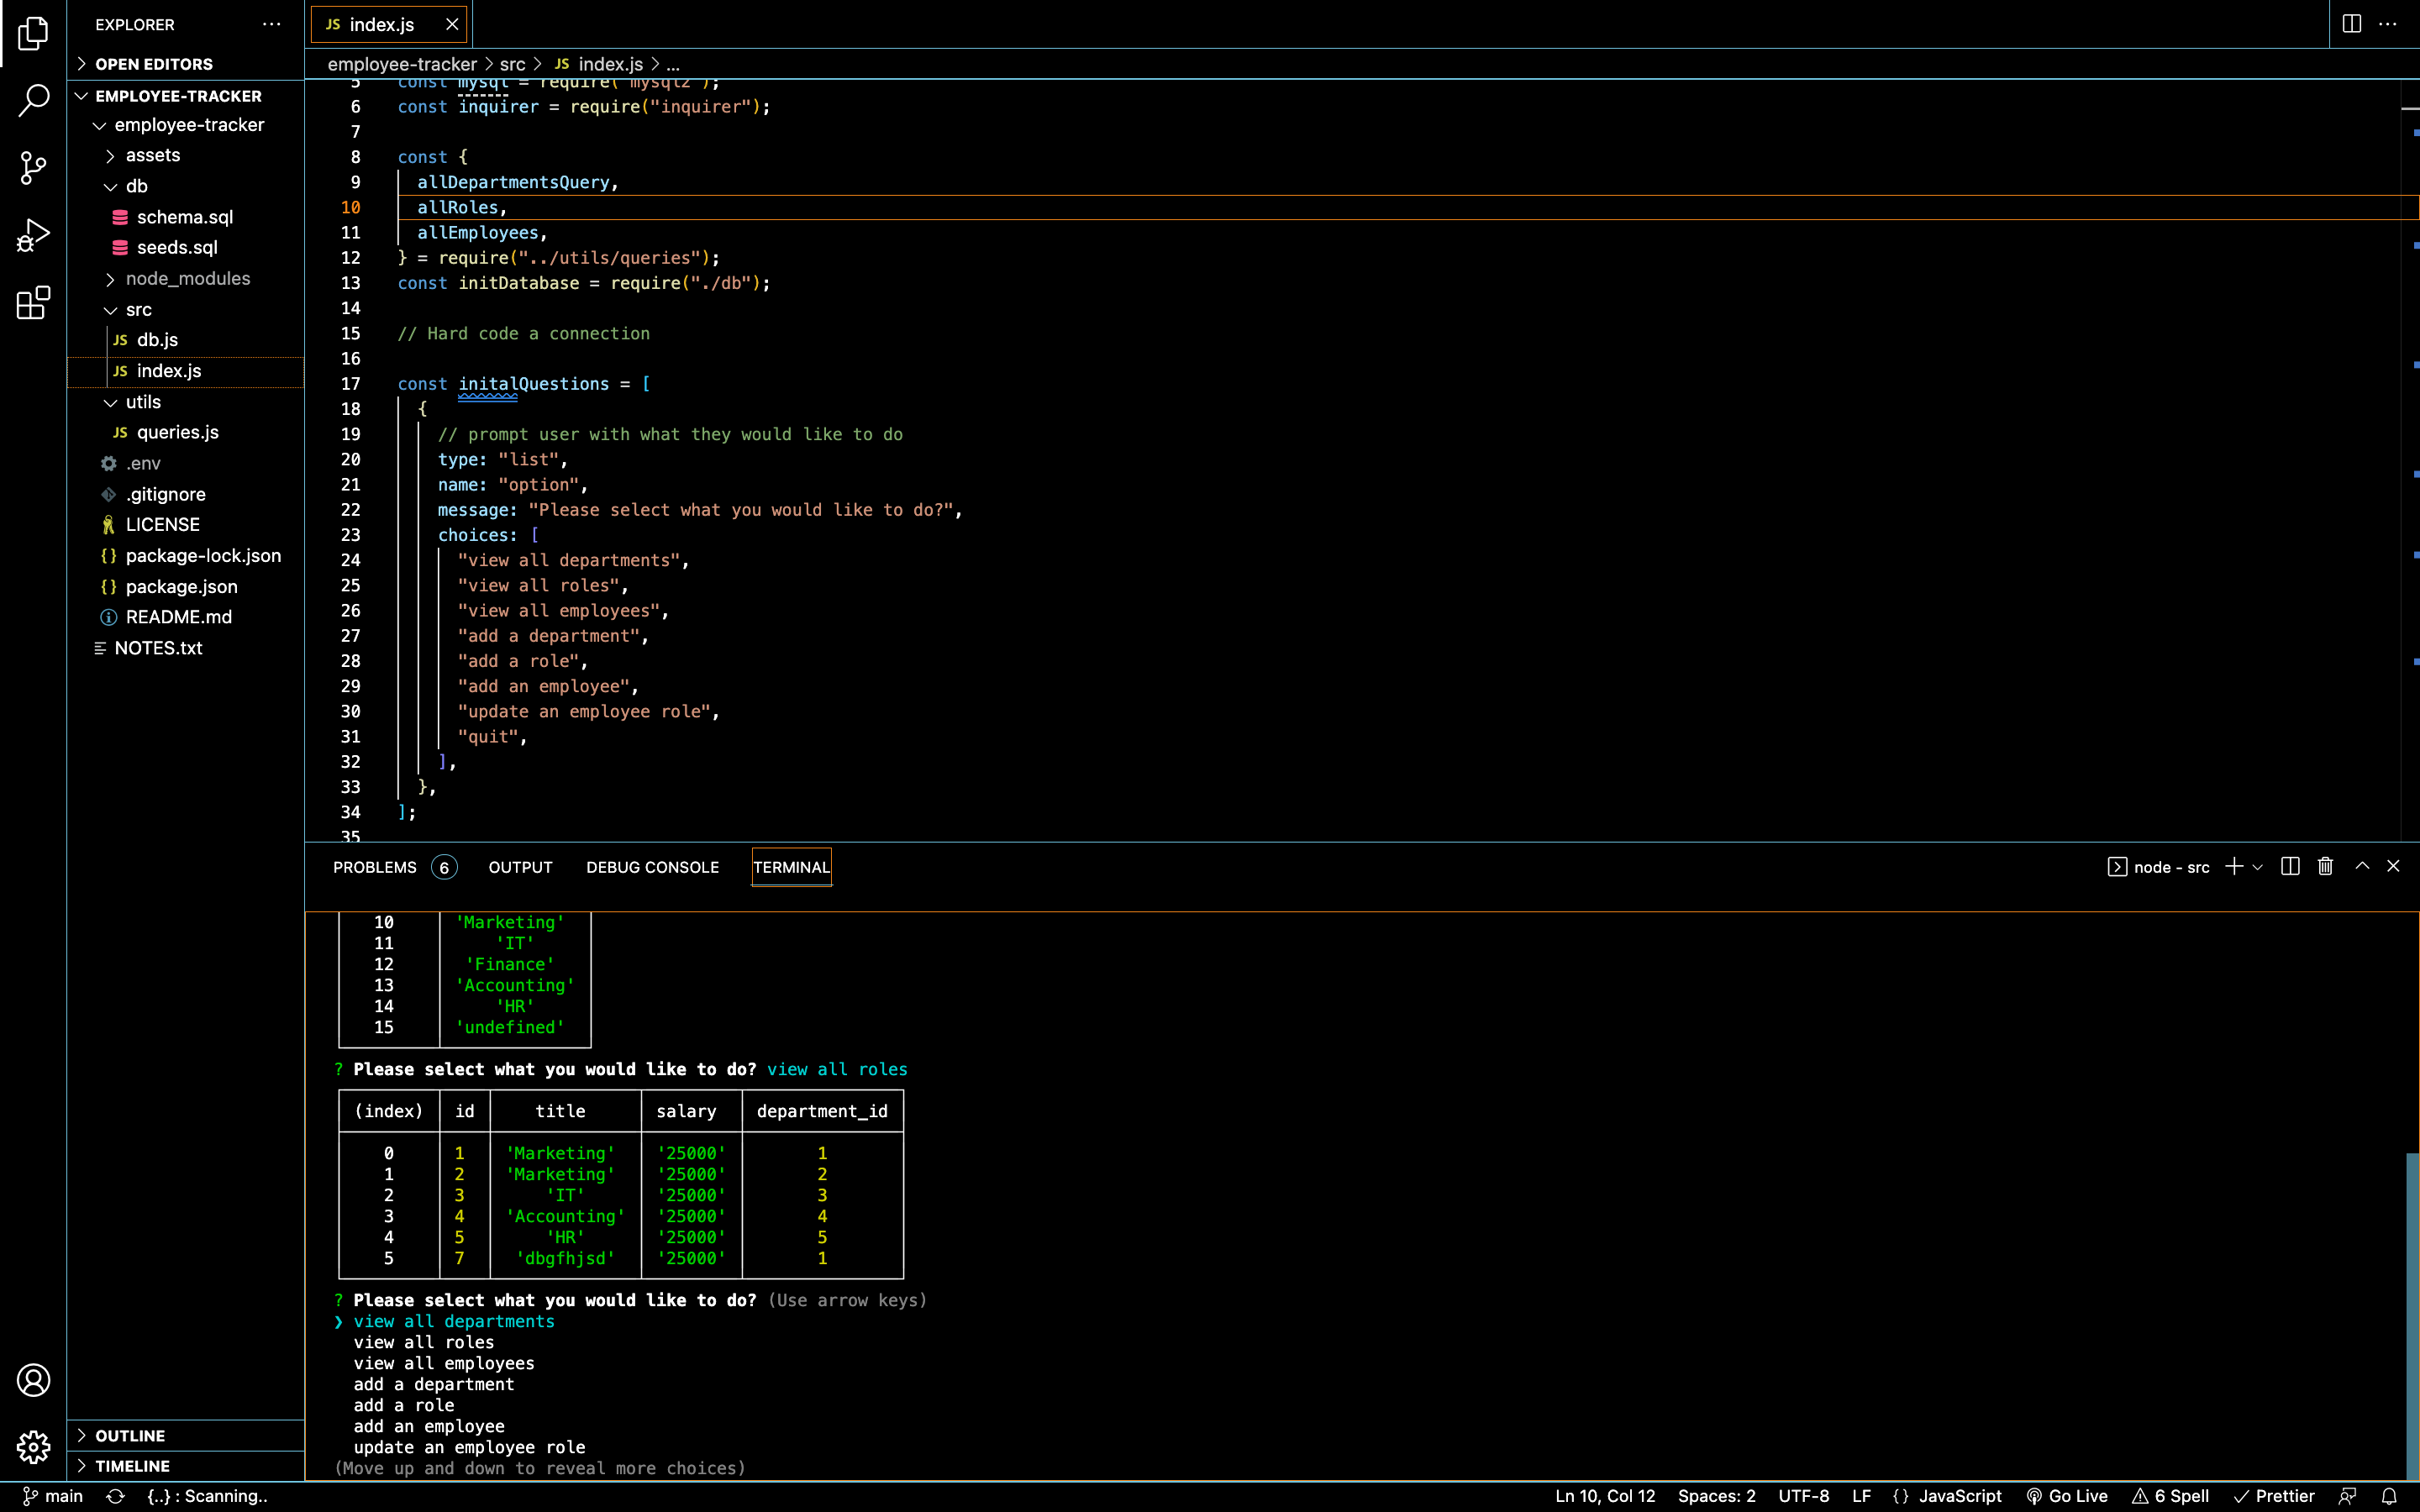 EXPLORER
OPEN EDITORS
EMPLOYEE-TRACKER
employee-tracker
assets
db
schema.sql
seeds.sql
node_modules
src
db.js
index.js
utils
queries.js
.env
.gitignore
LICENSE
package-lock.json
package.json
README.md
NOTES.txt
OUTLINE
TIMELINE
JS index.js
employee-tracker > src > JS index.js > ...
5 const mysql = require("mysql2");
6 const inquirer = require("inquirer");
7
8 const {
9 allDepartmentsQuery,
10 allRoles,
11 allEmployees,
12 } = require("../utils/queries");
13 const initDatabase = require("./db");
14
15 // Hard code a connection
16
17 const initalQuestions = [
18 {
19 // prompt user with what they would like to do
20 type: "list",
21 name: "option",
22 message: "Please select what you would like to do?",
23 choices: [
24 "view all departments",
25 "view all roles",
26 "view all employees",
27 "add a department",
28 "add a role",
29 "add an employee",
30 "update an employee role",
31 "quit",
32 ],
33 },
34 ];
35
PROBLEMS 6 OUTPUT DEBUG CONSOLE TERMINAL node - src
10 'Marketing'
11 'IT'
12 'Finance'
13 'Accounting'
14 'HR'
15 'undefined'
? Please select what you would like to do? view all roles
(index) id title salary department_id
0 1 'Marketing' '25000' 1
1 2 'Marketing' '25000' 2
2 3 'IT' '25000' 3
3 4 'Accounting' '25000' 4
4 5 'HR' '25000' 5
5 7 'dbgfhjsd' '25000' 1
? Please select what you would like to do? (Use arrow keys)
❯ view all departments
view all roles
view all employees
add a department
add a role
add an employee
update an employee role
(Move up and down to reveal more choices)
main {..} : Scanning.. Ln 10, Col 12 Spaces: 2 UTF-8 LF {} JavaScript Go Live 6 Spell Prettier